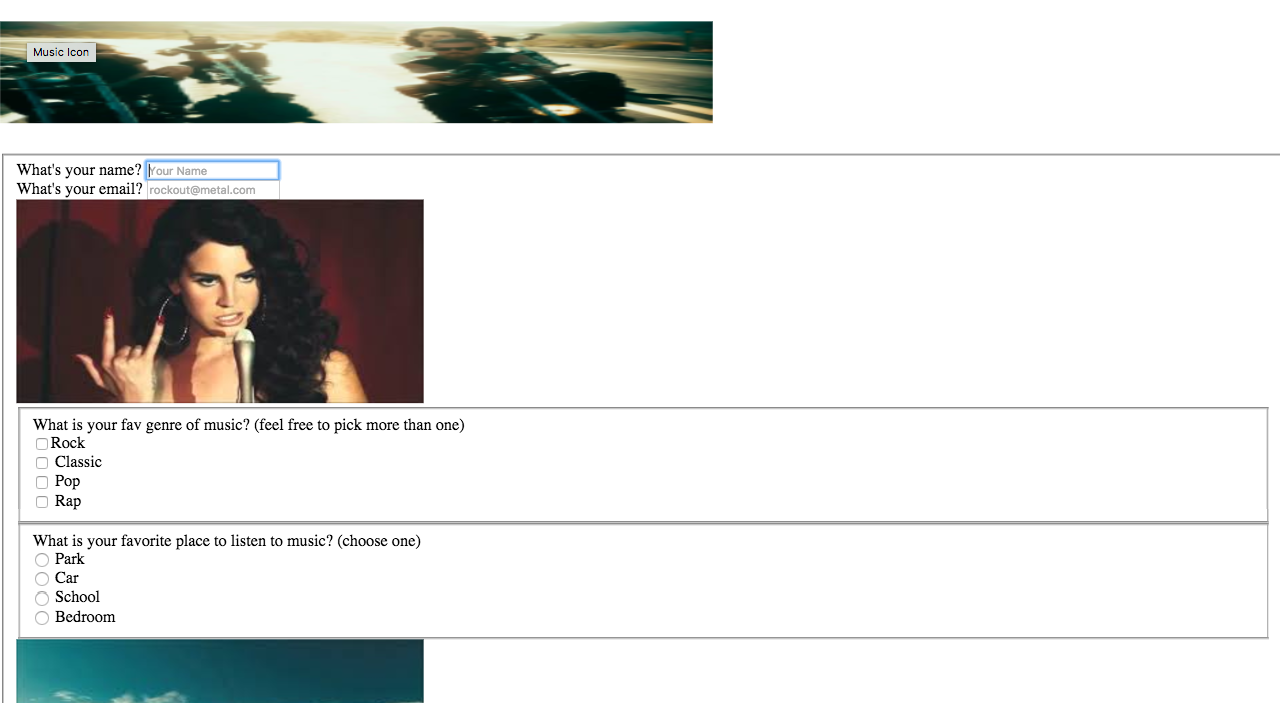 Music Icon
What's your name? Your Name
What's your email? rockout@metal.com
What is your fav genre of music? (feel free to pick more than one)
Rock
Classic
Pop
Rap
What is your favorite place to listen to music? (choose one)
Park
Car
School
Bedroom